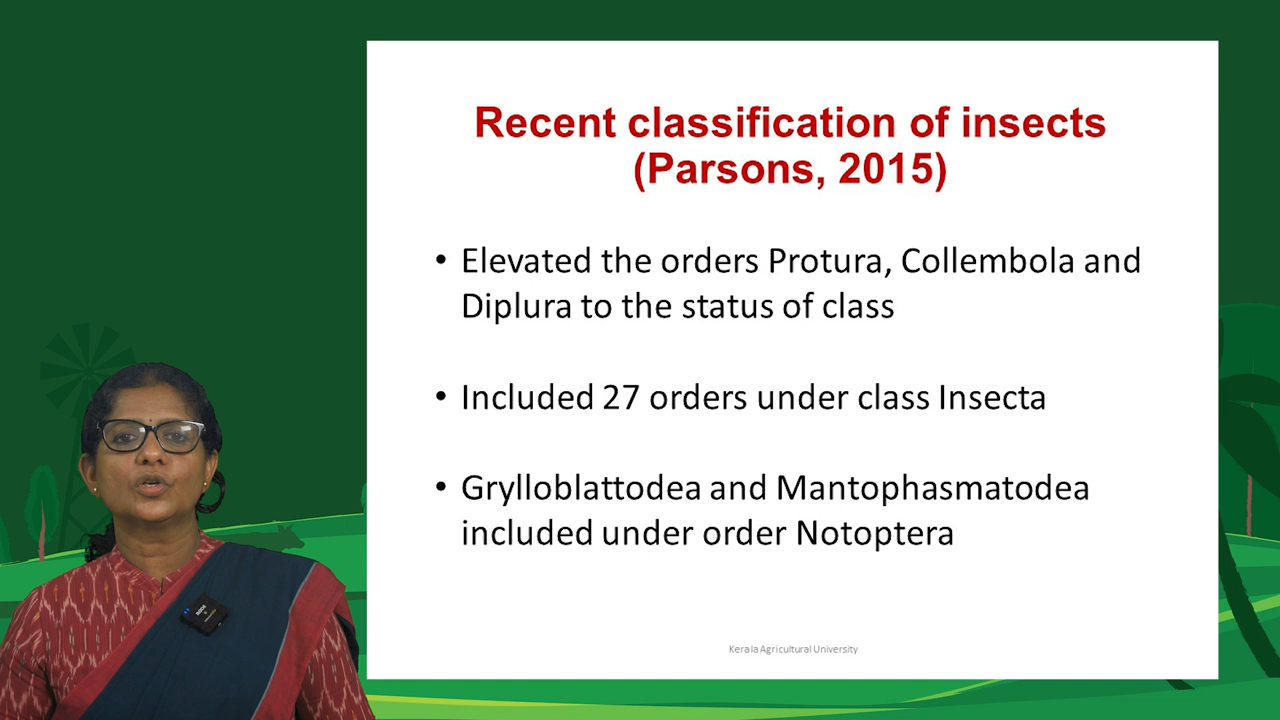 Recent classification of insects
(Parsons, 2015)
• Elevated the orders Protura, Collembola and
Diplura to the status of class
• Included 27 orders under class Insecta
• Grylloblattodea and Mantophasmatodea
included under order Notoptera
Kerala Agricultural University